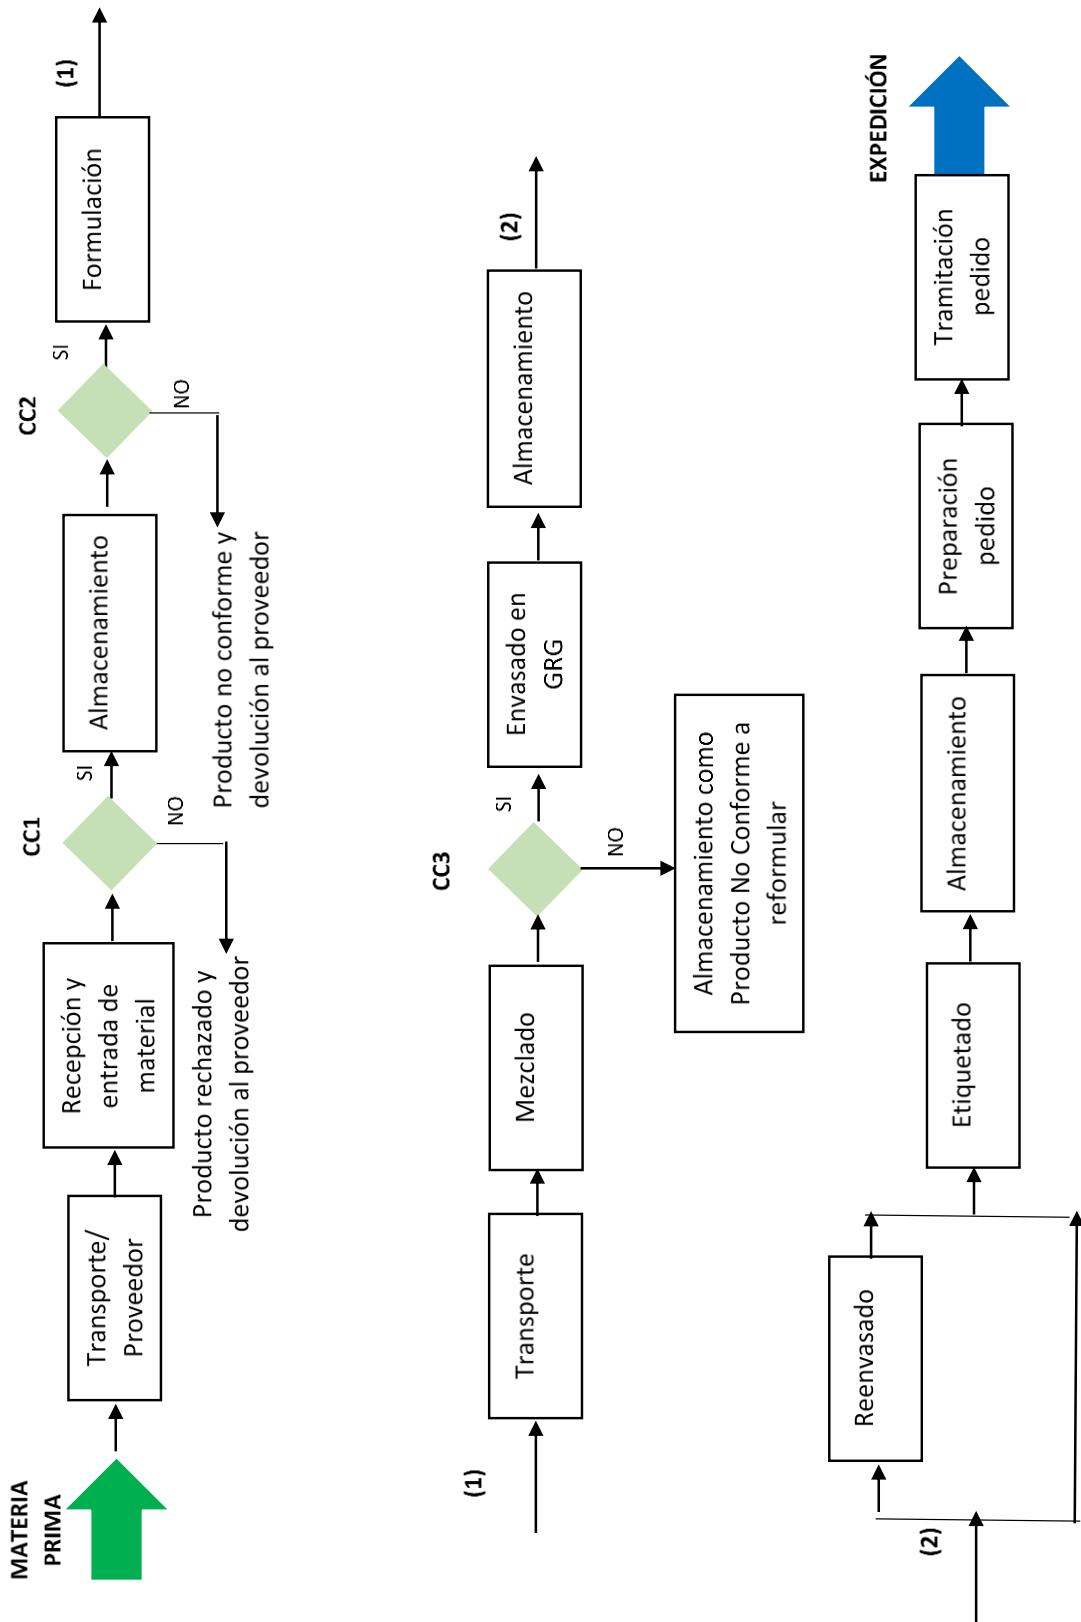 MATERIA
PRIMA
Transporte/
Proveedor
Recepción y
entrada de
material
CC1
SI
NO
Producto rechazado y
devolución al proveedor
Almacenamiento
CC2
SI
NO
Producto no conforme y
devolución al proveedor
Formulación
(1)
(1)
Transporte
Mezclado
CC3
SI
NO
Almacenamiento como
Producto No Conforme a
reformular
Envasado en
GRG
Almacenamiento
(2)
(2)
Reenvasado
Etiquetado
Almacenamiento
Preparación
pedido
Tramitación
pedido
EXPEDICIÓN